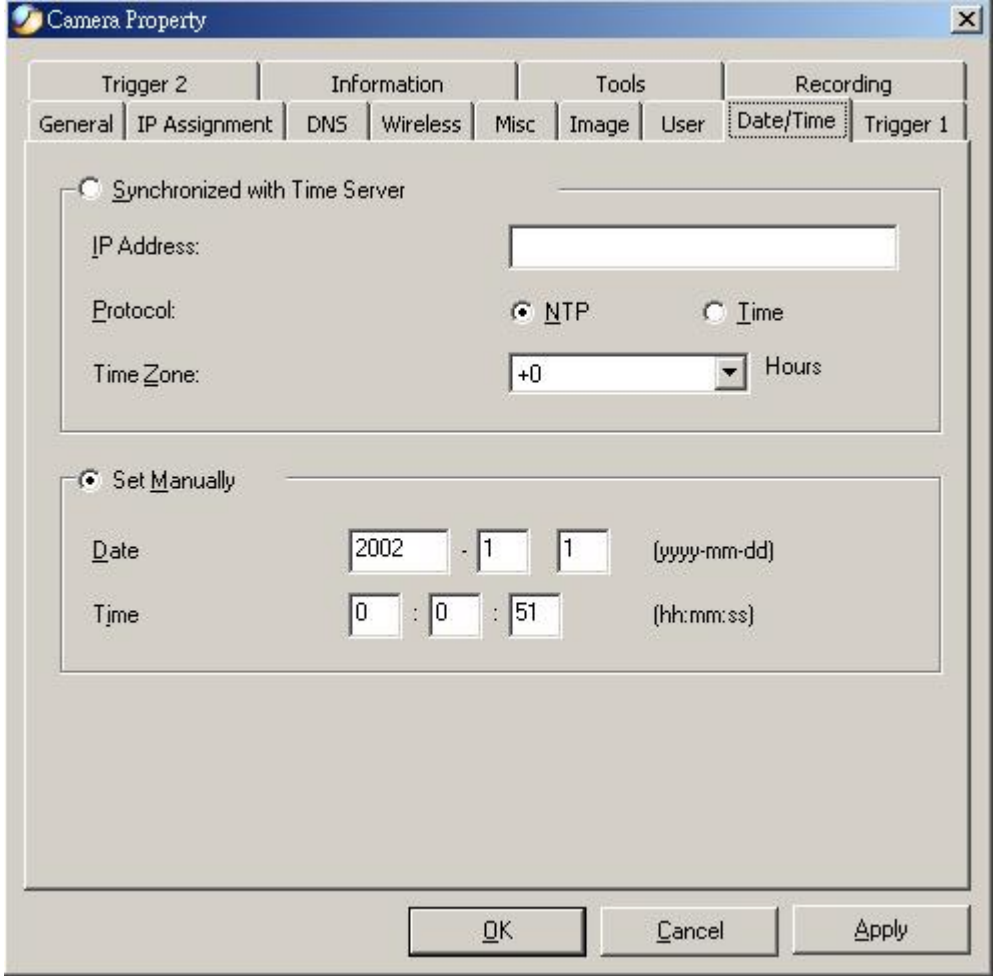 Camera Property
Trigger 2 Information Tools Recording
General IP Assignment DNS Wireless Misc Image User Date/Time Trigger 1
Synchronized with Time Server
IP Address:
Protocol: NTP Time
Time Zone: +0 Hours
Set Manually
Date 2002 - 1 1 (yyyy-mm-dd)
Time 0 : 0 : 51 (hh:mm:ss)
OK Cancel Apply